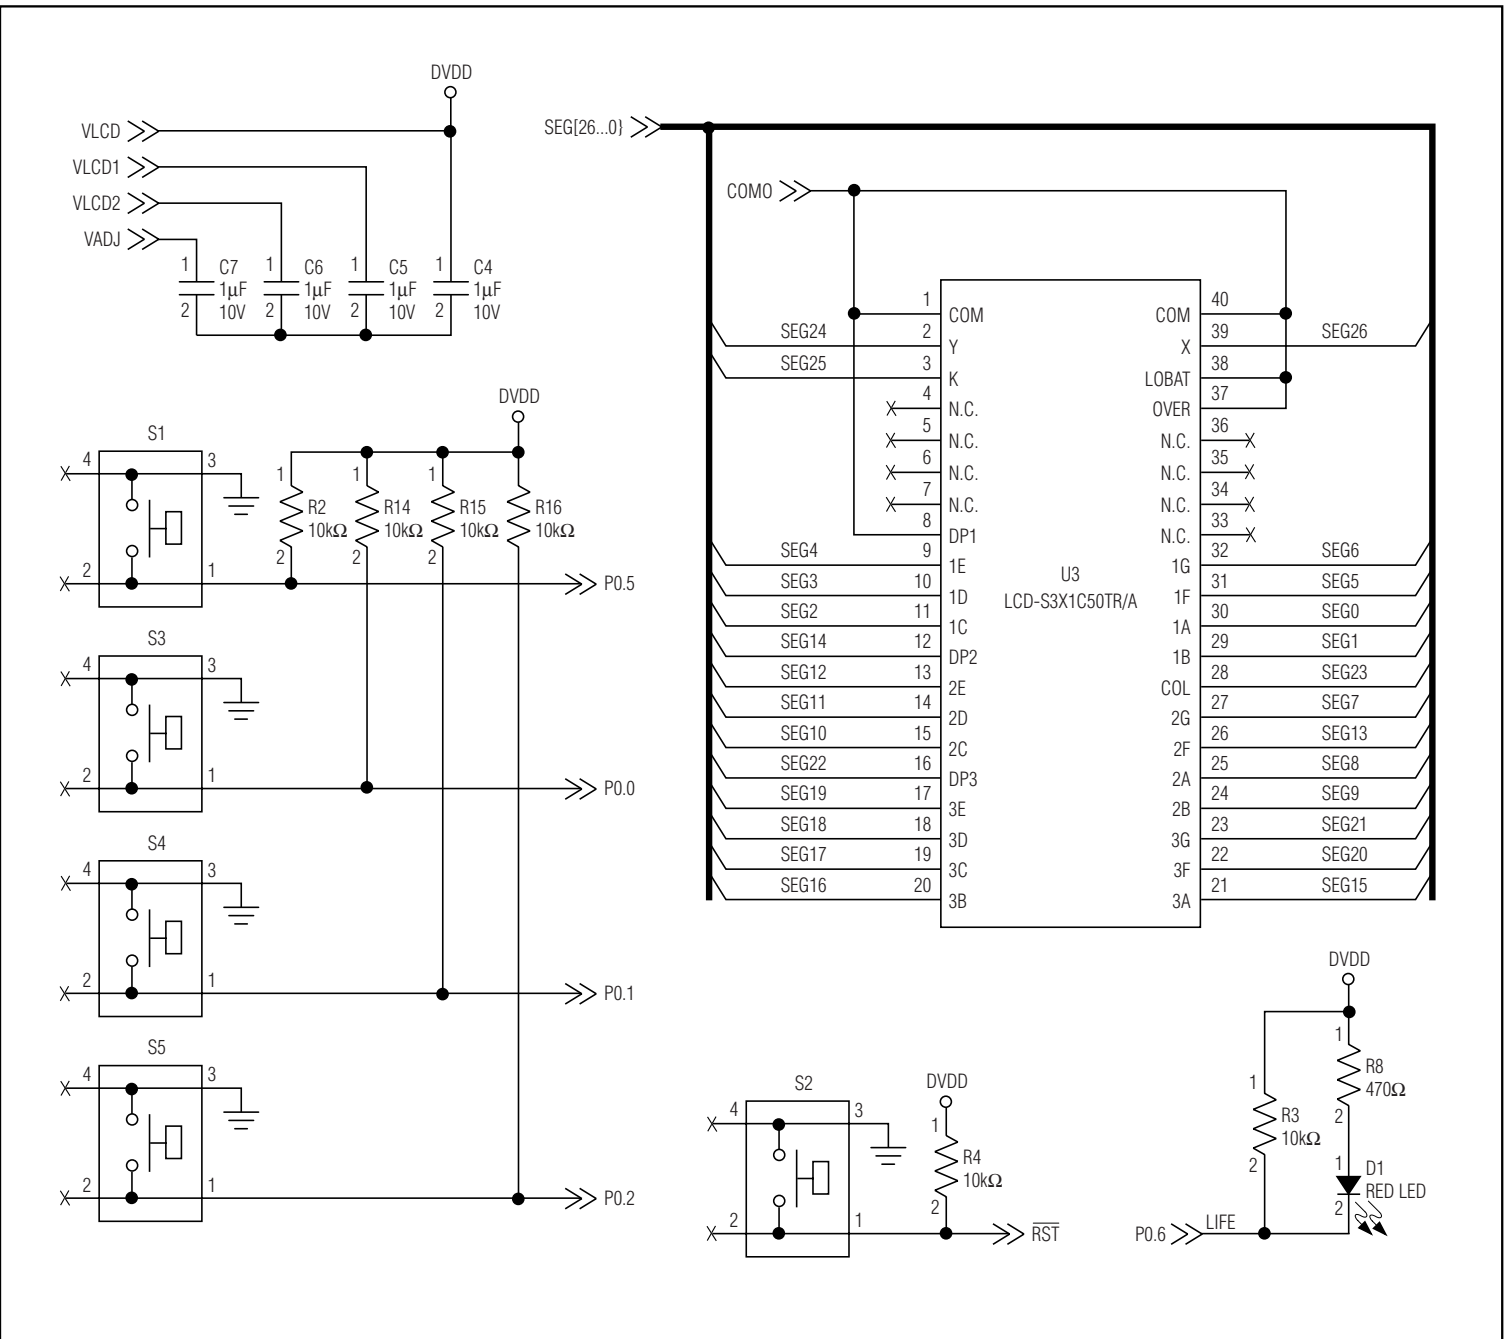 DVDD
VLCD
VLCD1
VLCD2
VADJ
1 C7 1 C6 1 C5 1 C4
1µF 1µF 1µF 1µF
2 10V 2 10V 2 10V 2 10V
SEG[26...0}
COMO
U3
LCD-S3X1C50TR/A
1 COM
SEG24 2 Y
SEG25 3 K
4 N.C.
5 N.C.
6 N.C.
7 N.C.
8 DP1
SEG4 9 1E
SEG3 10 1D
SEG2 11 1C
SEG14 12 DP2
SEG12 13 2E
SEG11 14 2D
SEG10 15 2C
SEG22 16 DP3
SEG19 17 3E
SEG18 18 3D
SEG17 19 3C
SEG16 20 3B
COM 40
X 39 SEG26
LOBAT 38
OVER 37
N.C. 36
N.C. 35
N.C. 34
N.C. 33
1G 32 SEG6
1F 31 SEG5
1A 30 SEG0
1B 29 SEG1
COL 28 SEG23
2G 27 SEG7
2F 26 SEG13
2A 25 SEG8
2B 24 SEG9
3G 23 SEG21
3F 22 SEG20
3A 21 SEG15
DVDD
S1
4 3
1 1 1 1
R2 R14 R15 R16
10kΩ 10kΩ 10kΩ 10kΩ
2 2 2 2
2 1 P0.5
S3
4 3
2 1 P0.0
S4
4 3
2 1 P0.1
S5
4 3
2 1 P0.2
S2
4 3
DVDD
1
R4
10kΩ
2
2 1 RST
DVDD
1
R8
470Ω
2
1
R3
10kΩ
2
1 D1
RED LED
2
P0.6 LIFE